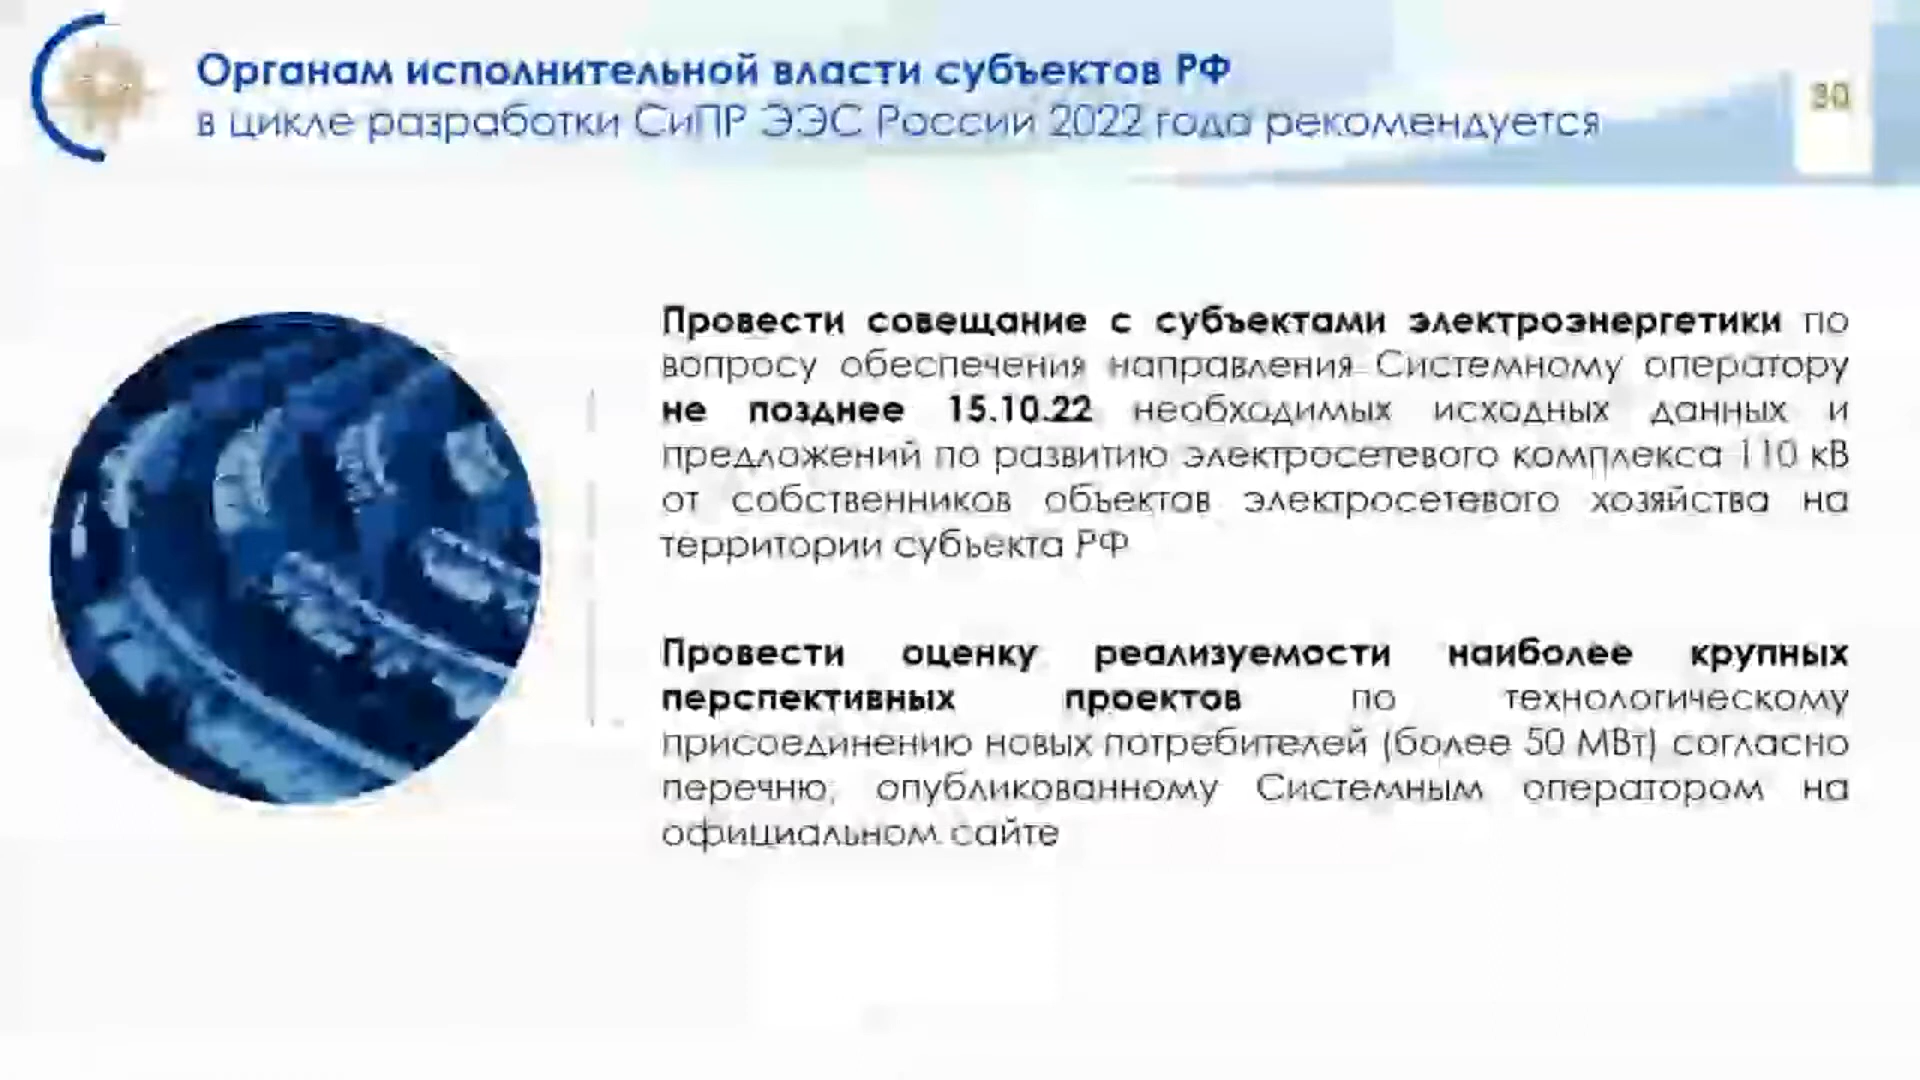 Органам исполнительной власти субъектов РФ
в цикле разработки СиПР ЭЭС России 2022 года рекомендуется
30
Провести совещание с субъектами электроэнергетики по
вопросу обеспечения направления Системному оператору
не позднее 15.10.22 необходимых исходных данных и
предложений по развитию электросетевого комплекса 110 кВ
от собственников объектов электросетевого хозяйства на
территории субъекта РФ
Провести оценку реализуемости наиболее крупных
перспективных проектов по технологическому
присоединению новых потребителей (более 50 МВт) согласно
перечню, опубликованному Системным оператором на
официальном сайте